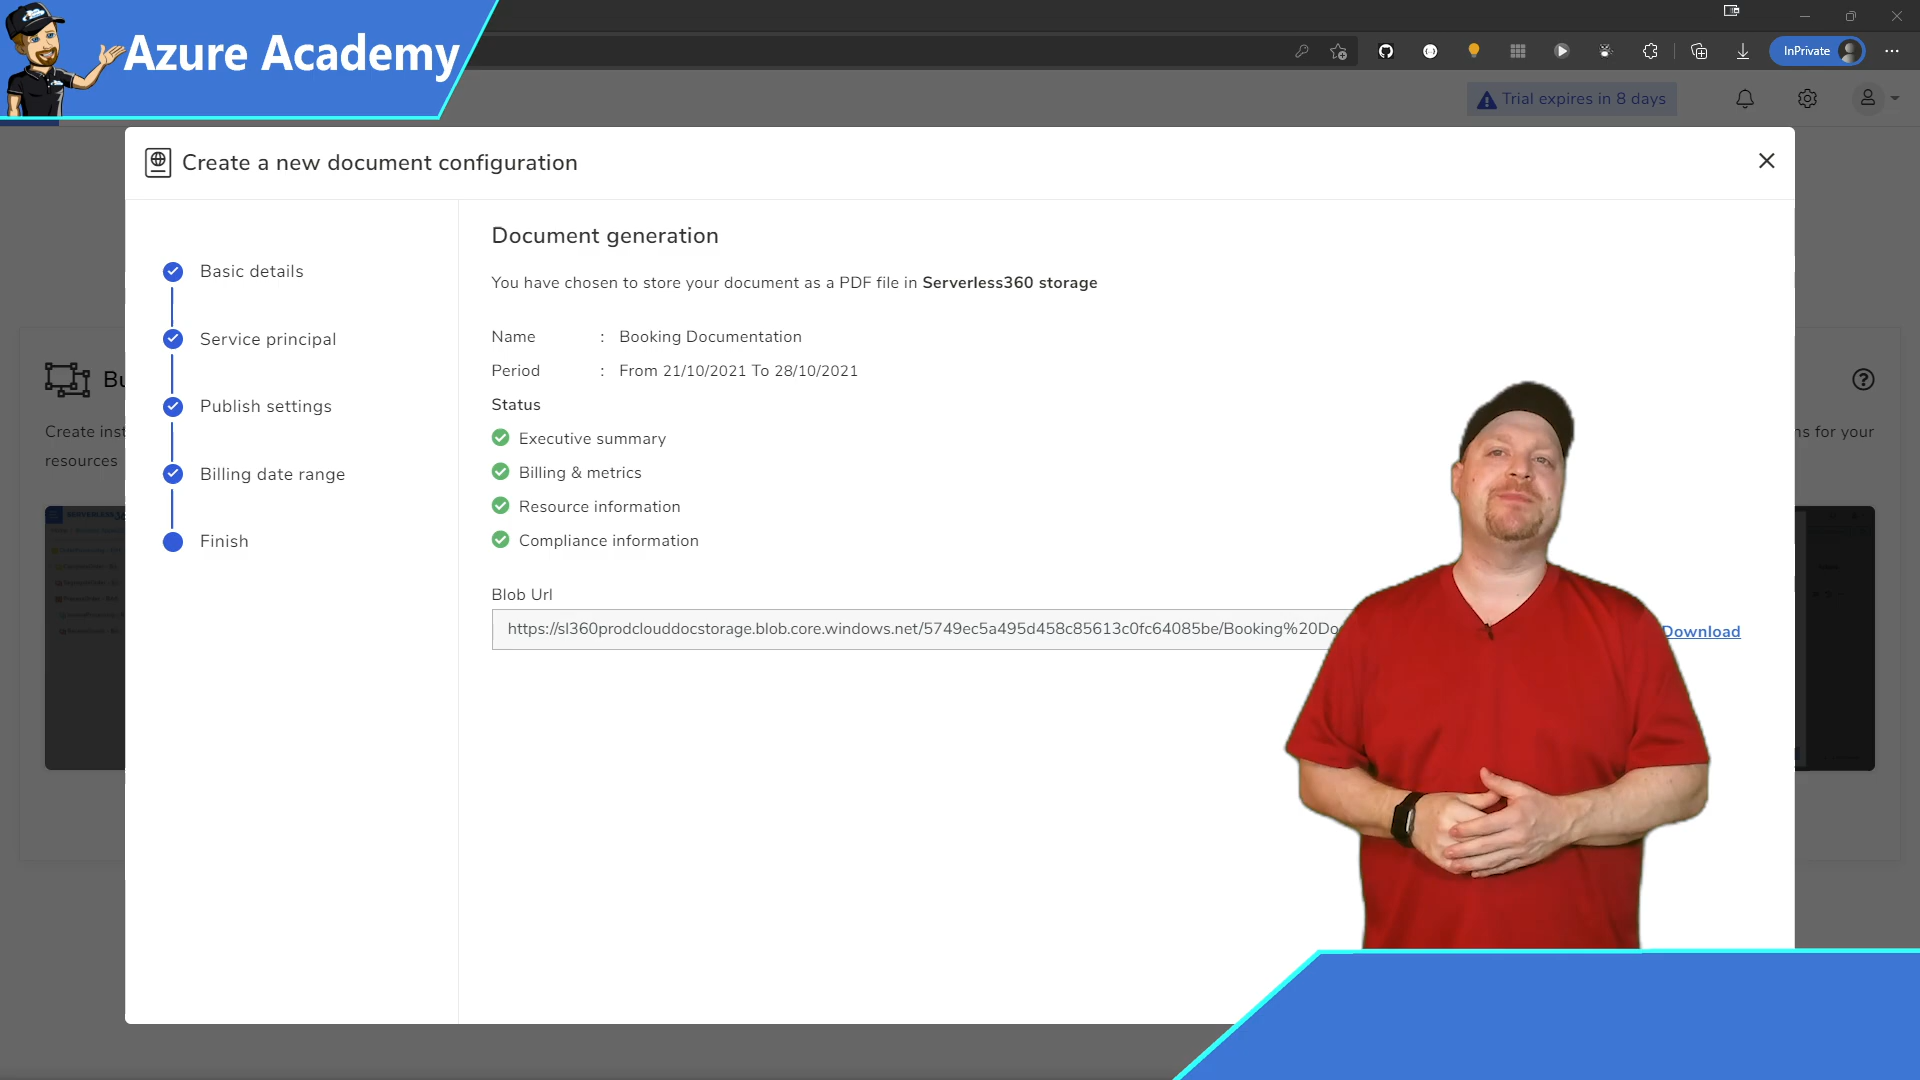 Azure Academy
InPrivate
Trial expires in 8 days
Create a new document configuration
Basic details
Service principal
Publish settings
Billing date range
Finish
Document generation
You have chosen to store your document as a PDF file in Serverless360 storage
Name : Booking Documentation
Period : From 21/10/2021 To 28/10/2021
Status
Executive summary
Billing & metrics
Resource information
Compliance information
Blob Url
https://sl360prodclouddocstorage.blob.core.windows.net/5749ec5a495d458c85613c0fc64085be/Booking%20Do
Download
Bu
Create inst
resources
ns for your